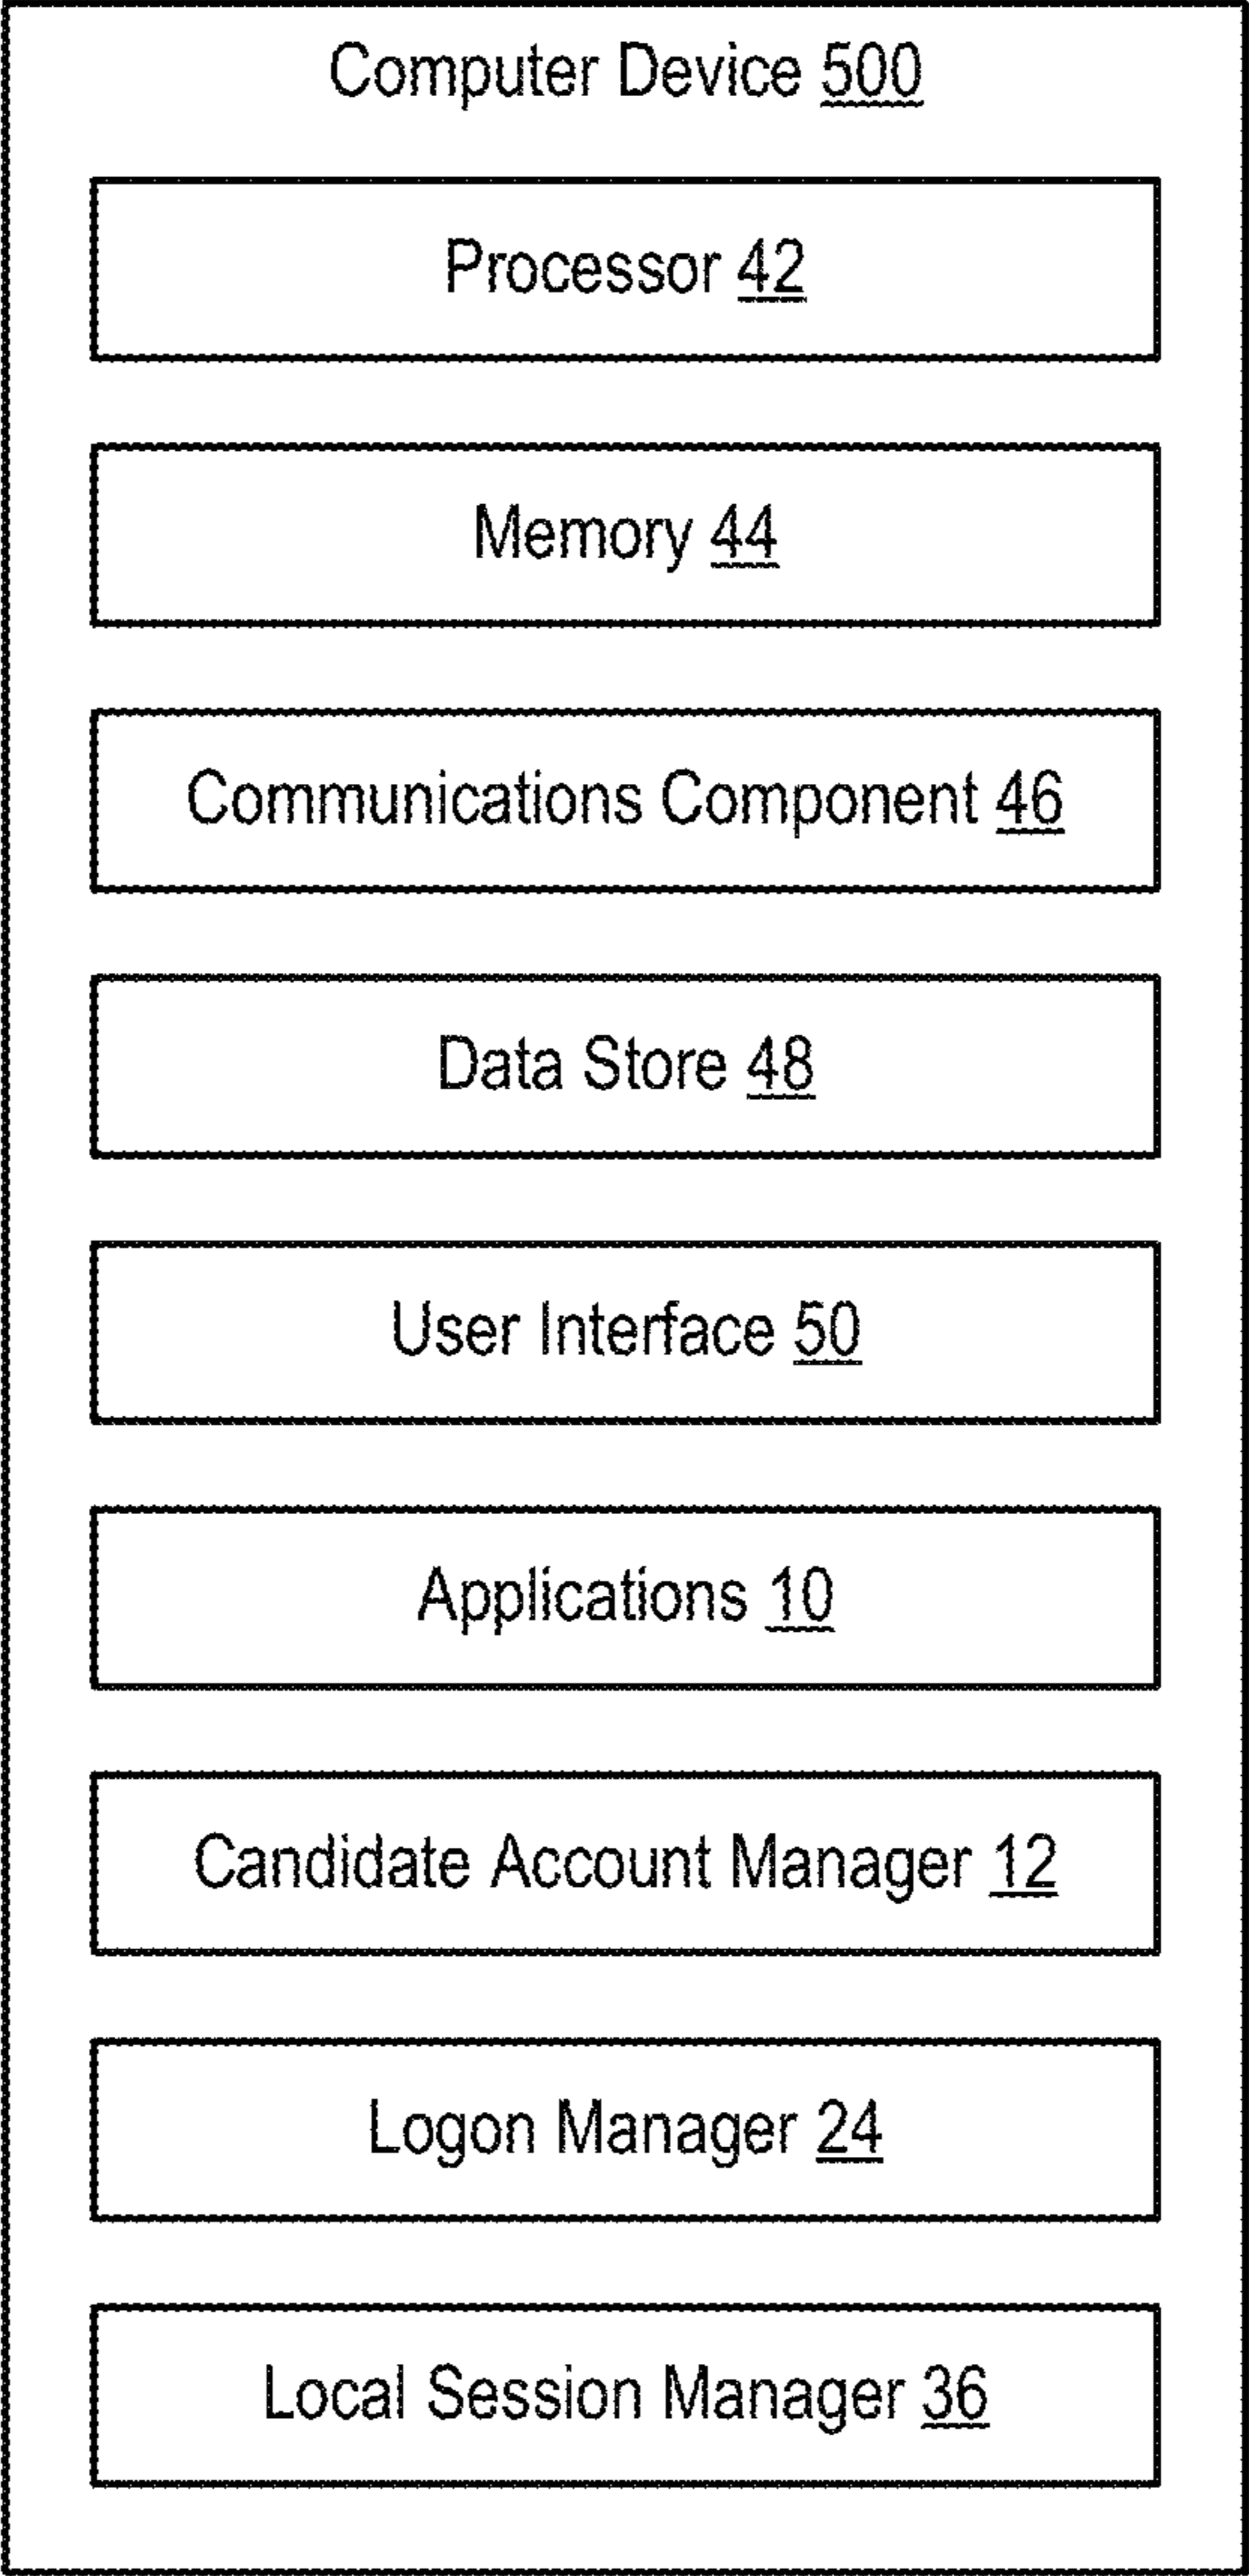 Computer Device 500
Processor 42
Memory 44
Communications Component 46
Data Store 48
User Interface 50
Applications 10
Candidate Account Manager 12
Logon Manager 24
Local Session Manager 36